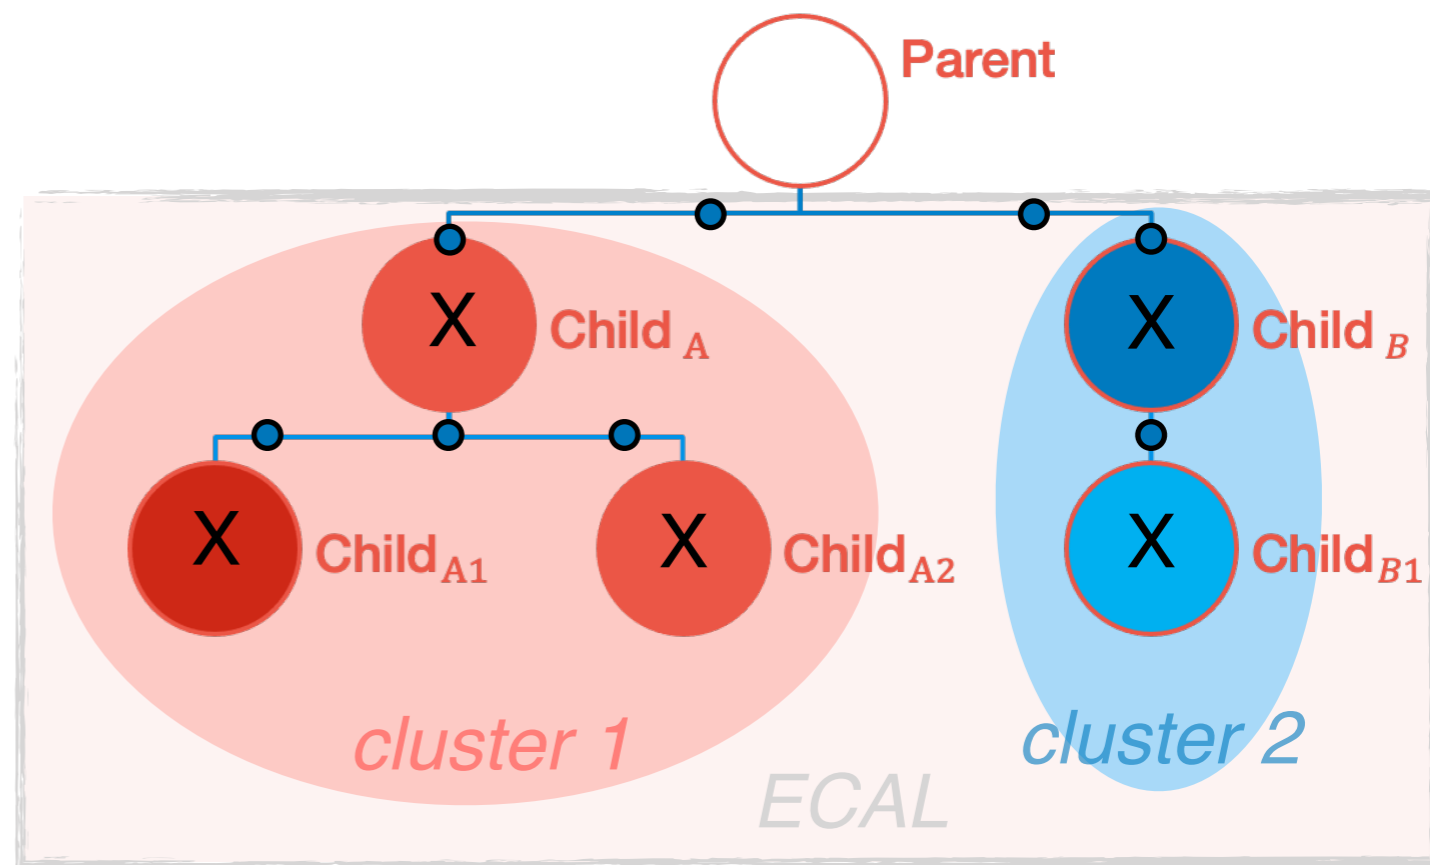 Parent
X Child A
X Child B
X Child A1
X Child A2
X Child B1
cluster 1
cluster 2
ECAL